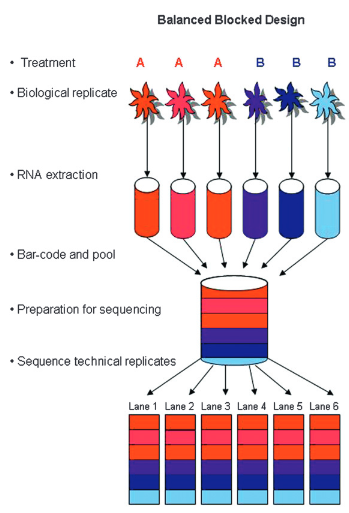 Balanced Blocked Design
• Treatment A A A B B B
• Biological replicate
• RNA extraction
• Bar-code and pool
• Preparation for sequencing
• Sequence technical replicates
Lane 1 Lane 2 Lane 3 Lane 4 Lane 5 Lane 6